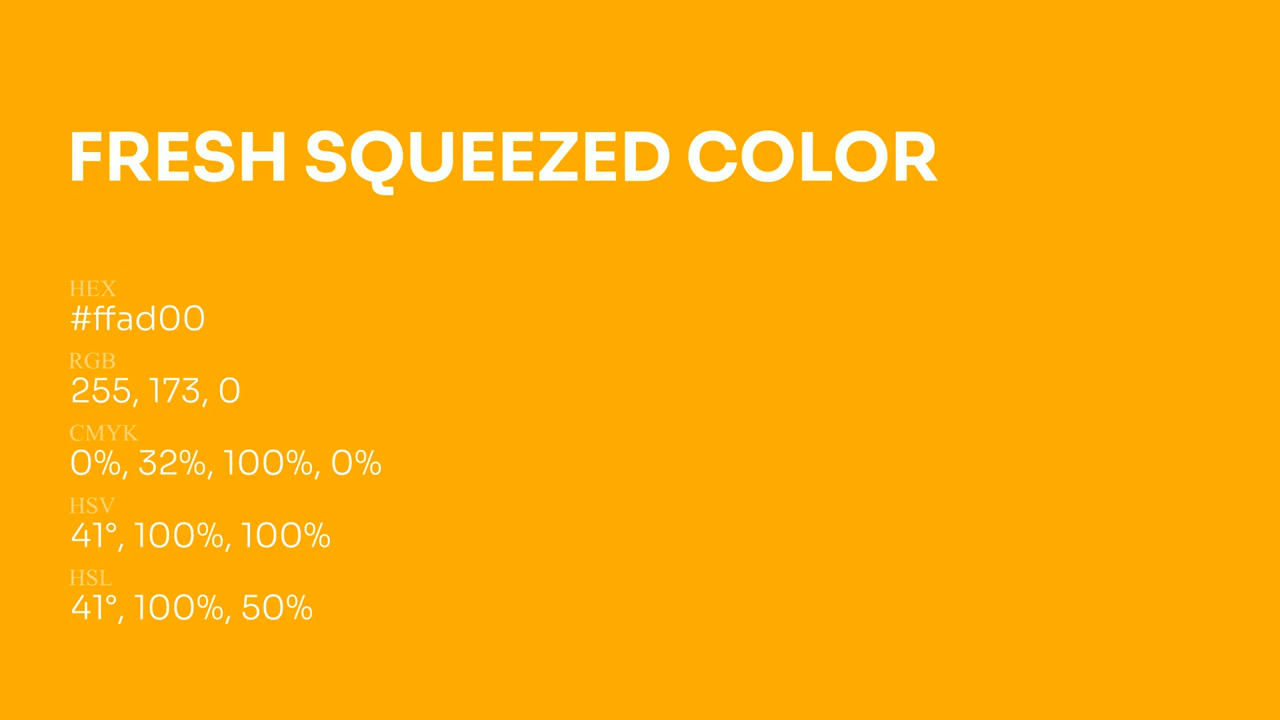 FRESH SQUEEZED COLOR
HEX
#ffad00
RGB
255, 173, 0
CMYK
0%, 32%, 100%, 0%
HSV
41°, 100%, 100%
HSL
41°, 100%, 50%